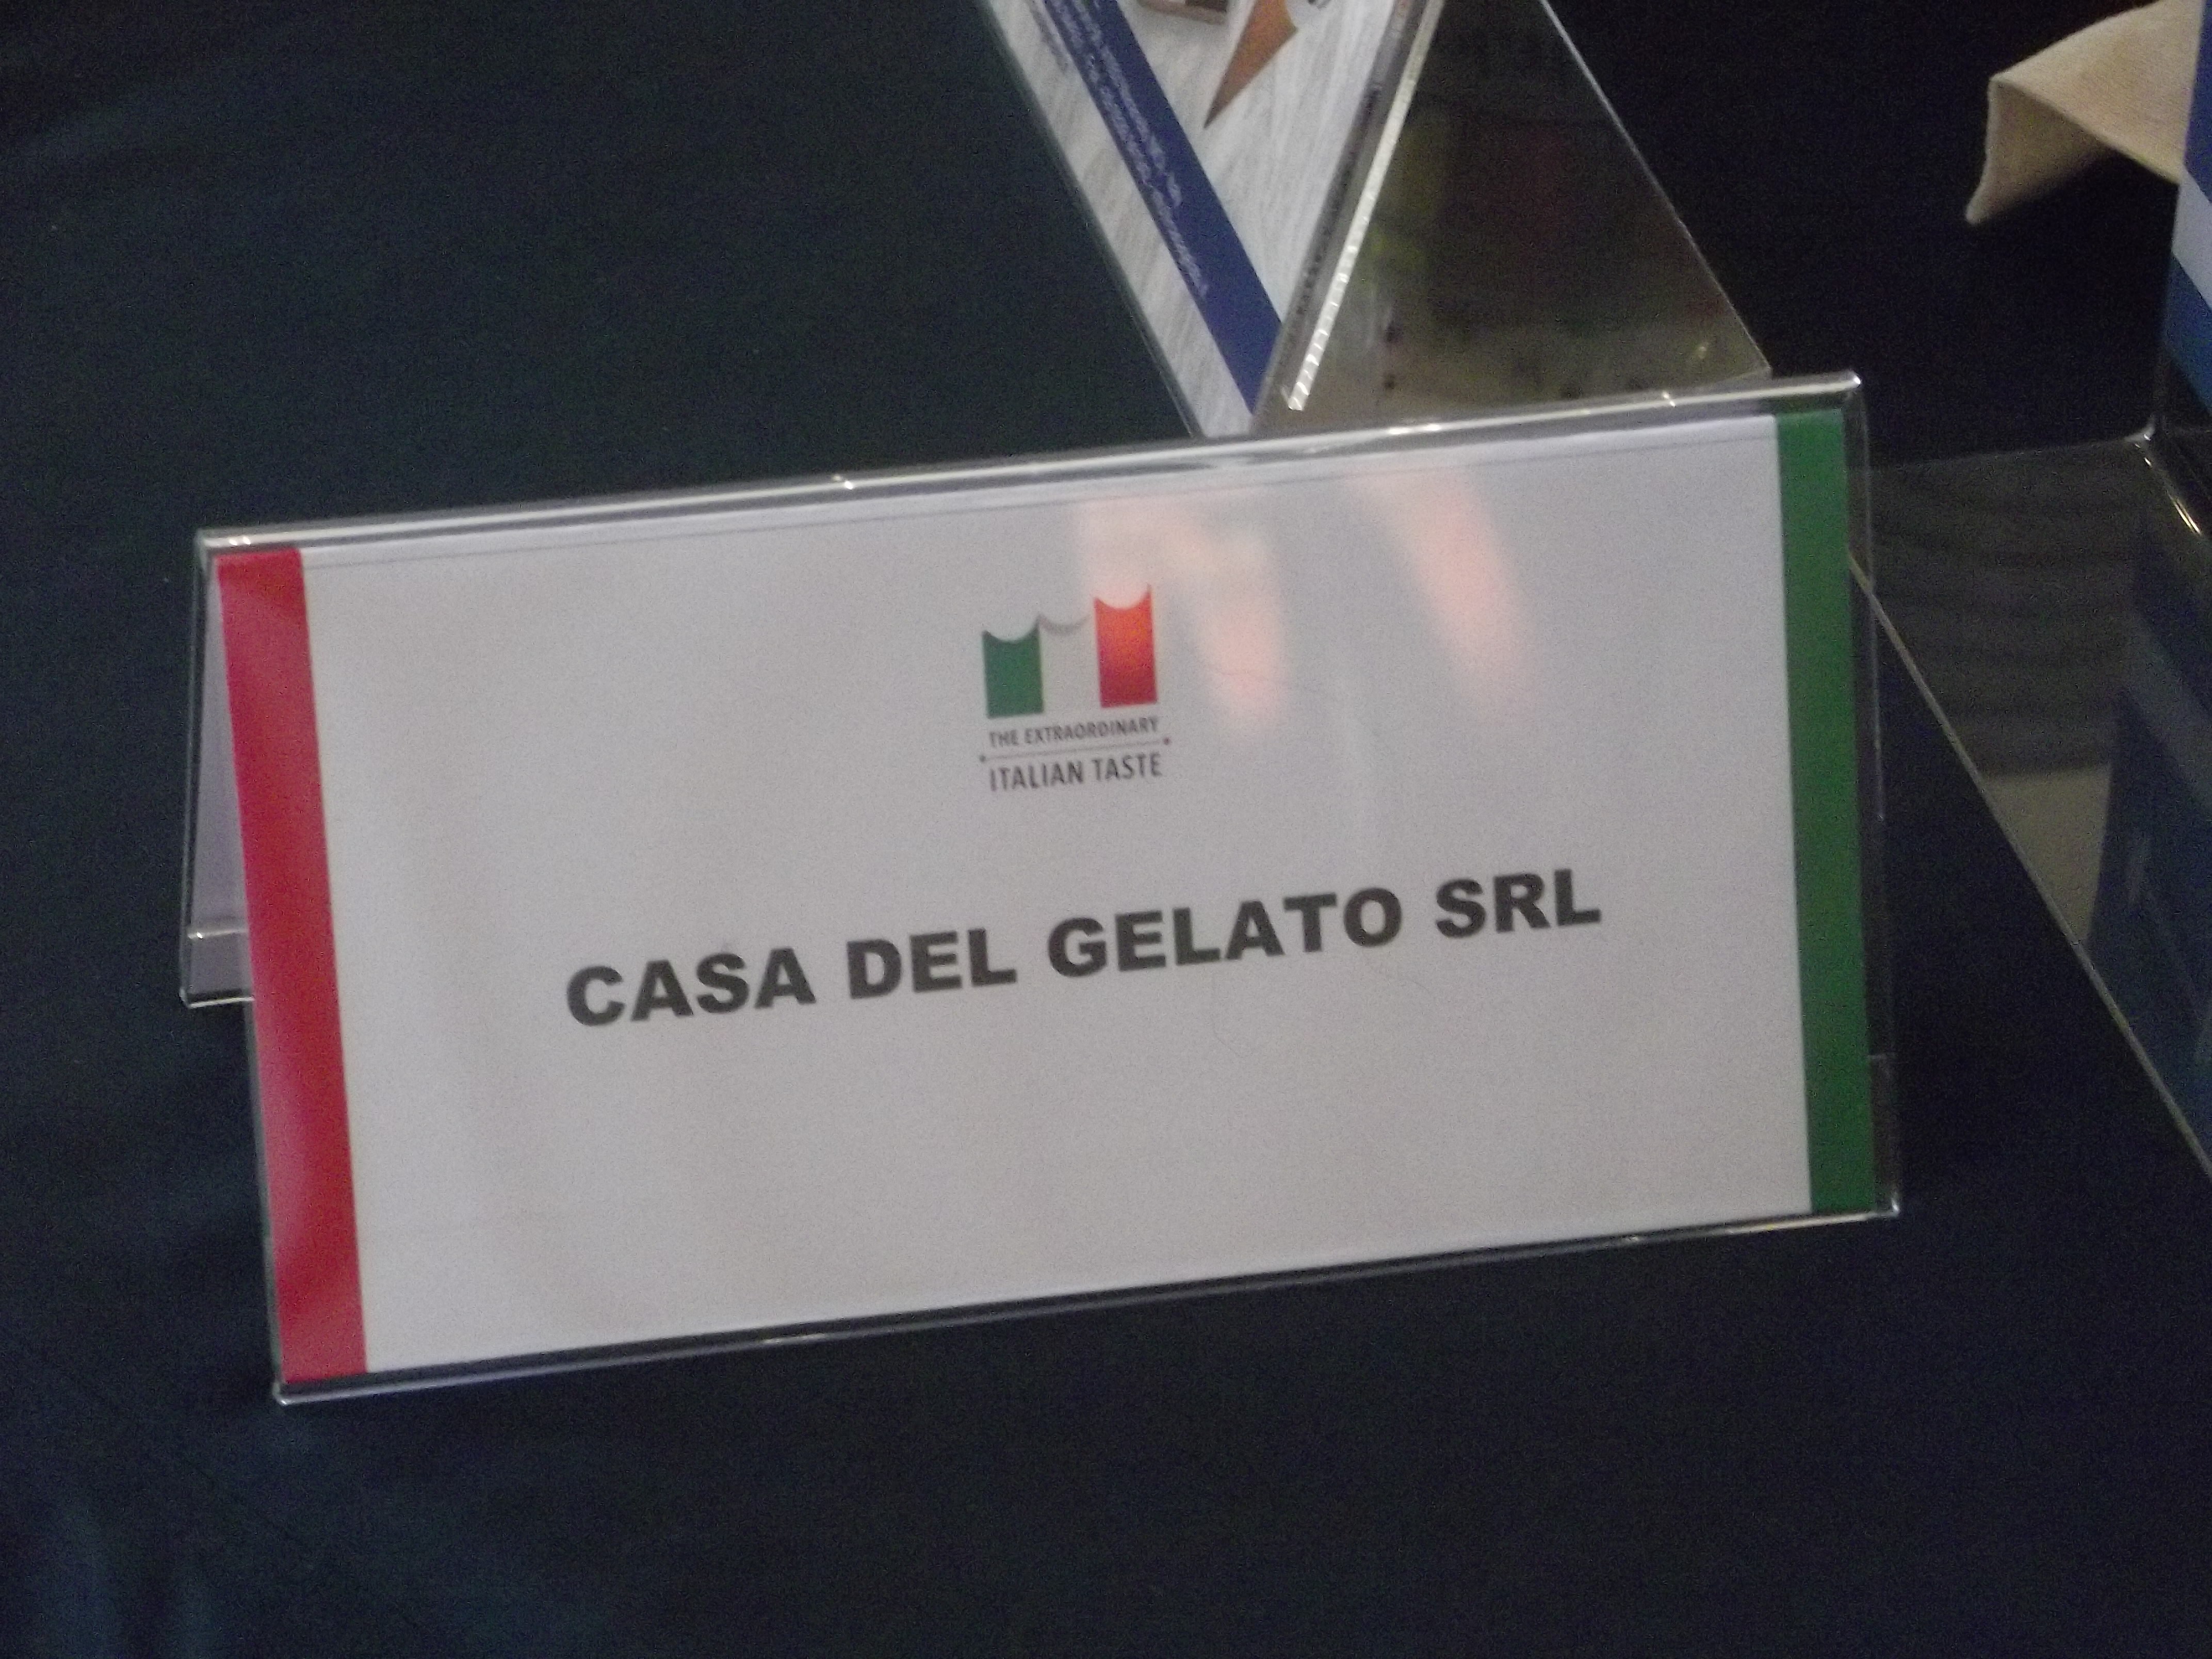 THE EXTRAORDINARY
ITALIAN TASTE
CASA DEL GELATO SRL